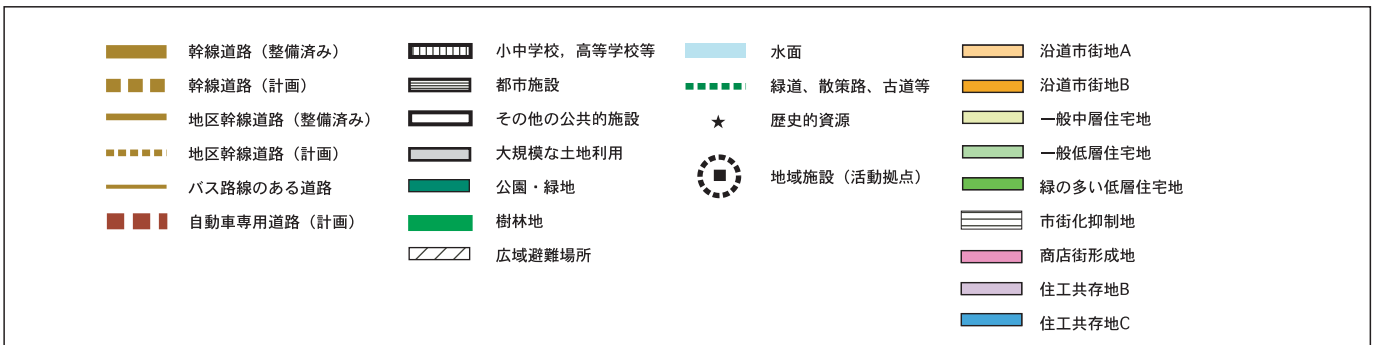 幹線道路（整備済み）
幹線道路（計画）
地区幹線道路（整備済み）
地区幹線道路（計画）
バス路線のある道路
自動車専用道路（計画）
小中学校，高等学校等
都市施設
その他の公共的施設
大規模な土地利用
公園・緑地
樹林地
広域避難場所
水面
緑道、散策路、古道等
歴史的資源
地域施設（活動拠点）
沿道市街地A
沿道市街地B
一般中層住宅地
一般低層住宅地
緑の多い低層住宅地
市街化抑制地
商店街形成地
住工共存地B
住工共存地C